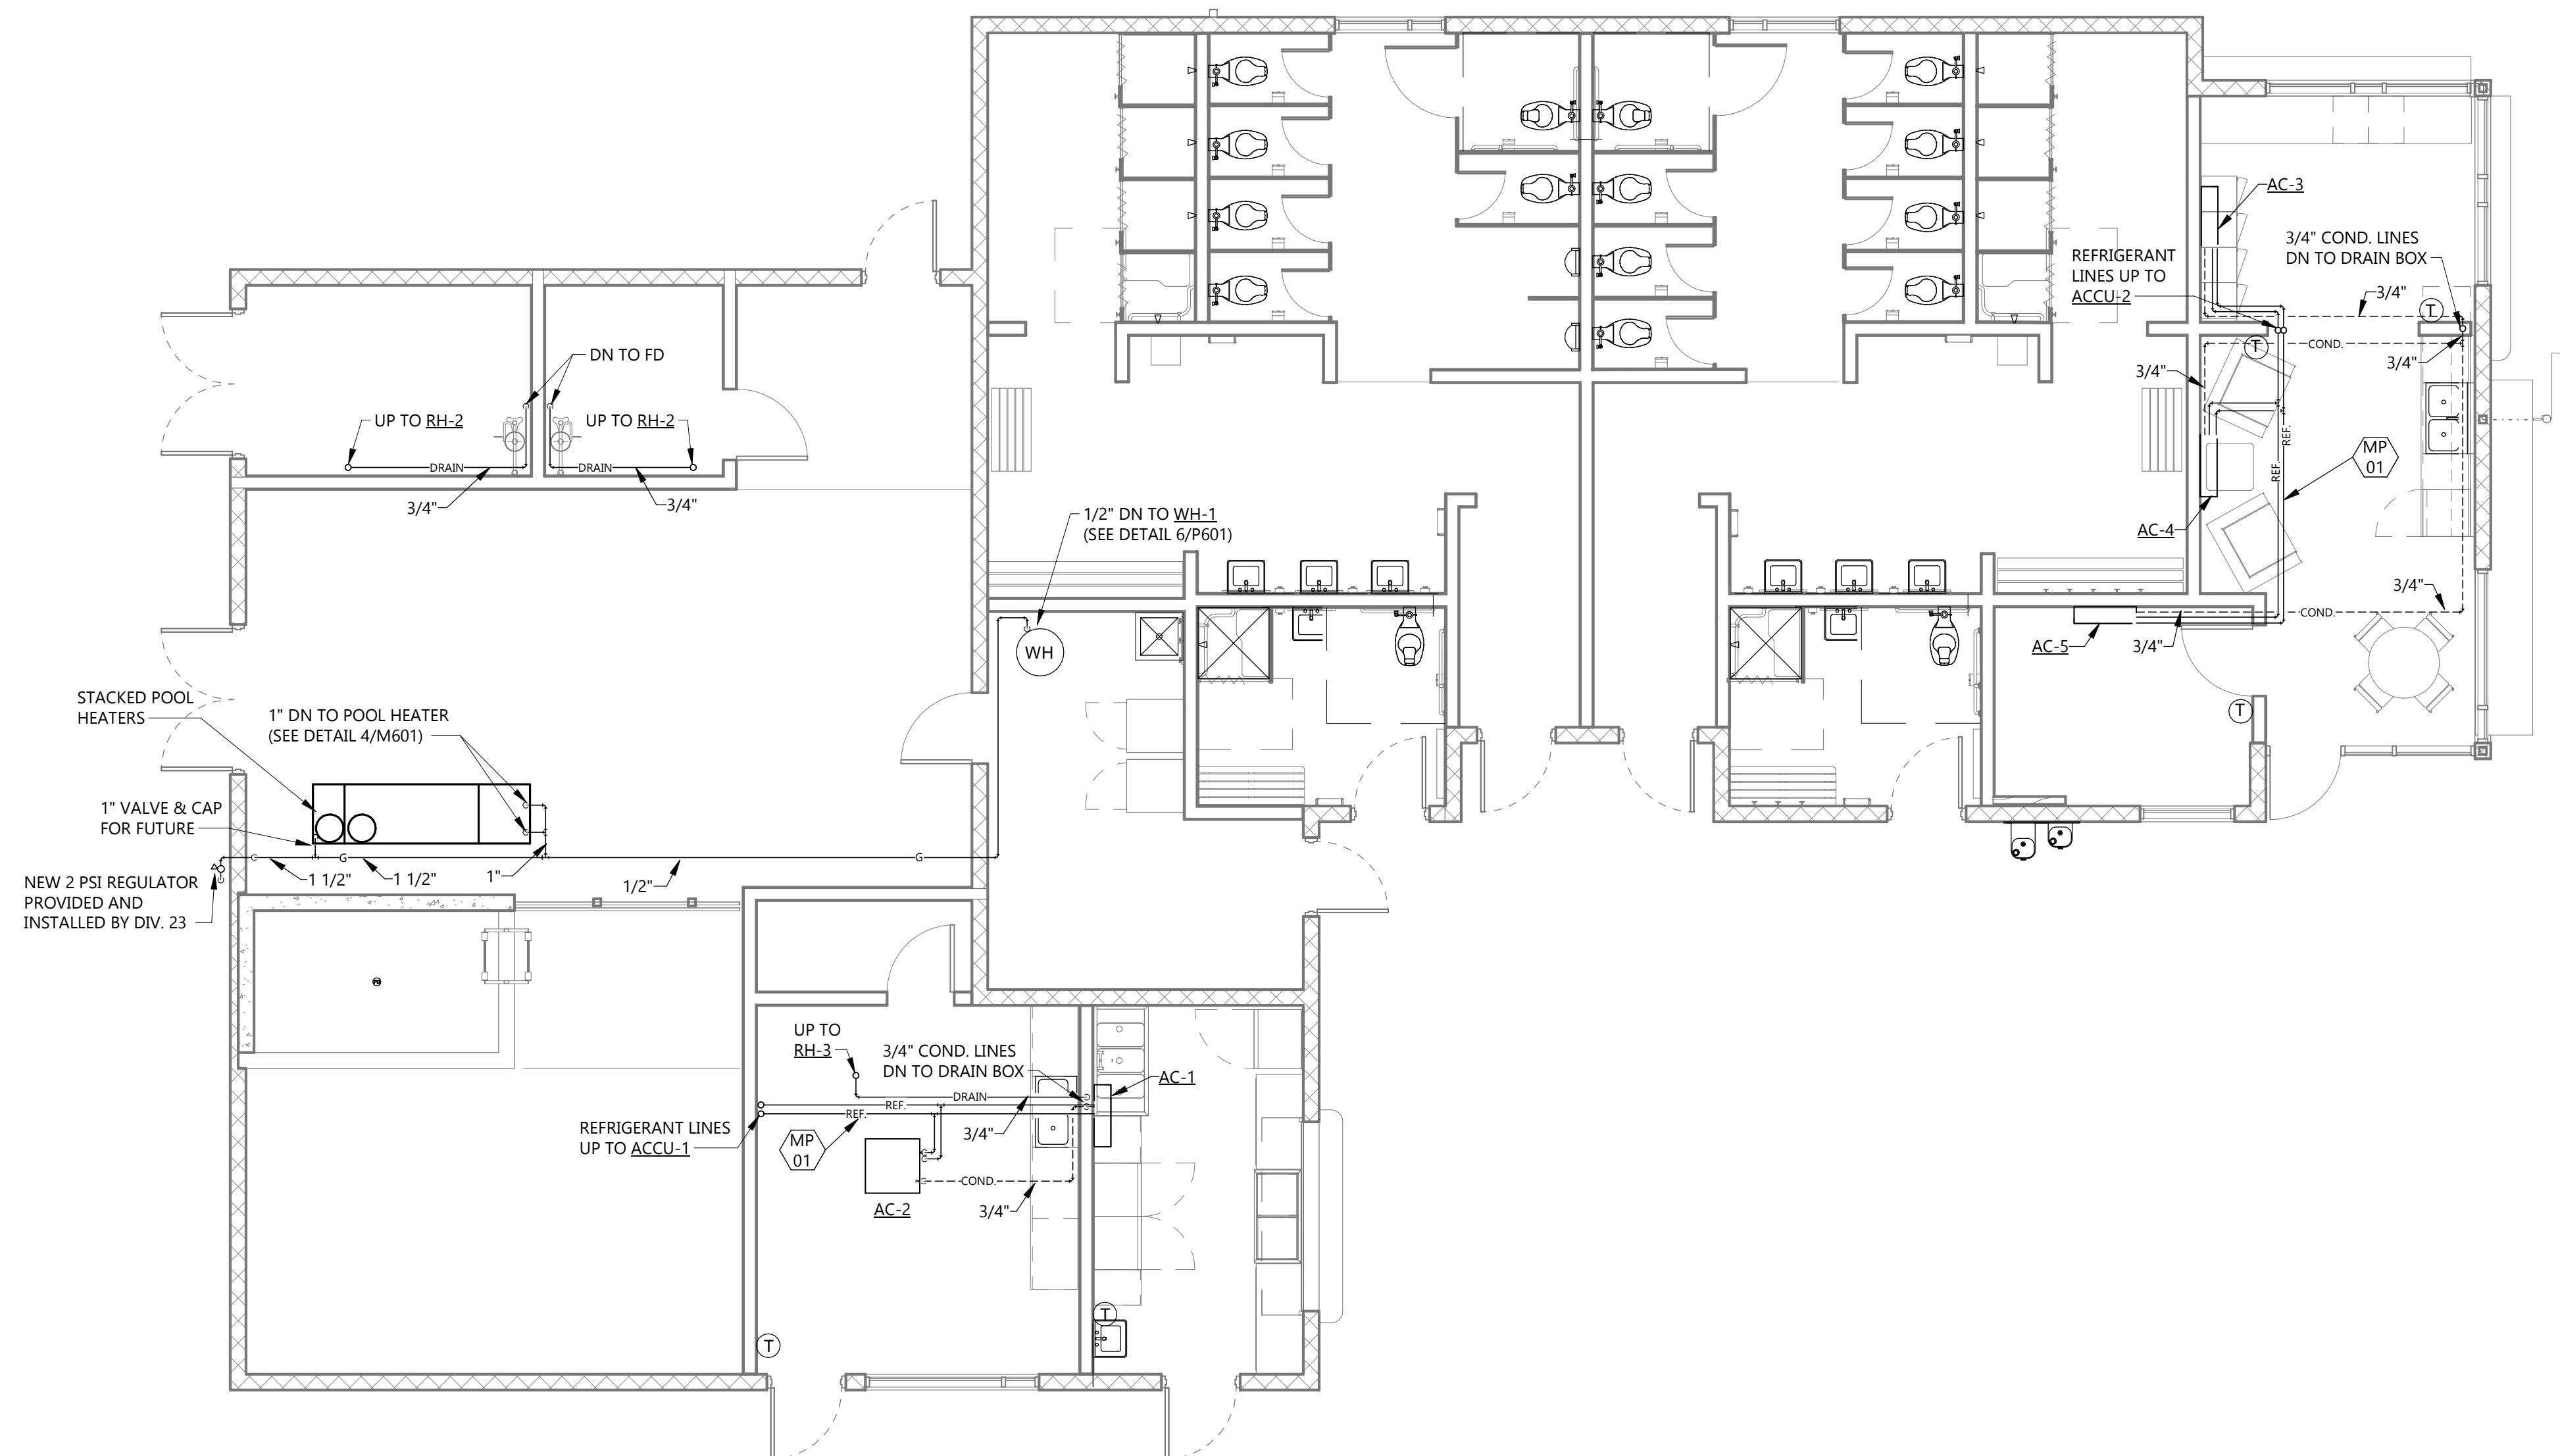 AC-3
3/4" COND. LINES
DN TO DRAIN BOX
REFRIGERANT
LINES UP TO
ACCU-2
3/4"
T
T
COND.
3/4"
3/4"
REF.
REF.
MP
01
AC-4
3/4"
COND.
AC-5
3/4"
T
DN TO FD
UP TO RH-2
UP TO RH-2
DRAIN
DRAIN
3/4"
3/4"
1/2" DN TO WH-1
(SEE DETAIL 6/P601)
WH
STACKED POOL
HEATERS
1" DN TO POOL HEATER
(SEE DETAIL 4/M601)
1" VALVE & CAP
FOR FUTURE
G
G
G
1 1/2"
1 1/2"
1"
1/2"
NEW 2 PSI REGULATOR
PROVIDED AND
INSTALLED BY DIV. 23
UP TO
RH-3
3/4" COND. LINES
DN TO DRAIN BOX
AC-1
DRAIN
REF.
REF.
REFRIGERANT LINES
UP TO ACCU-1
MP
01
3/4"
COND.
3/4"
AC-2
T
T